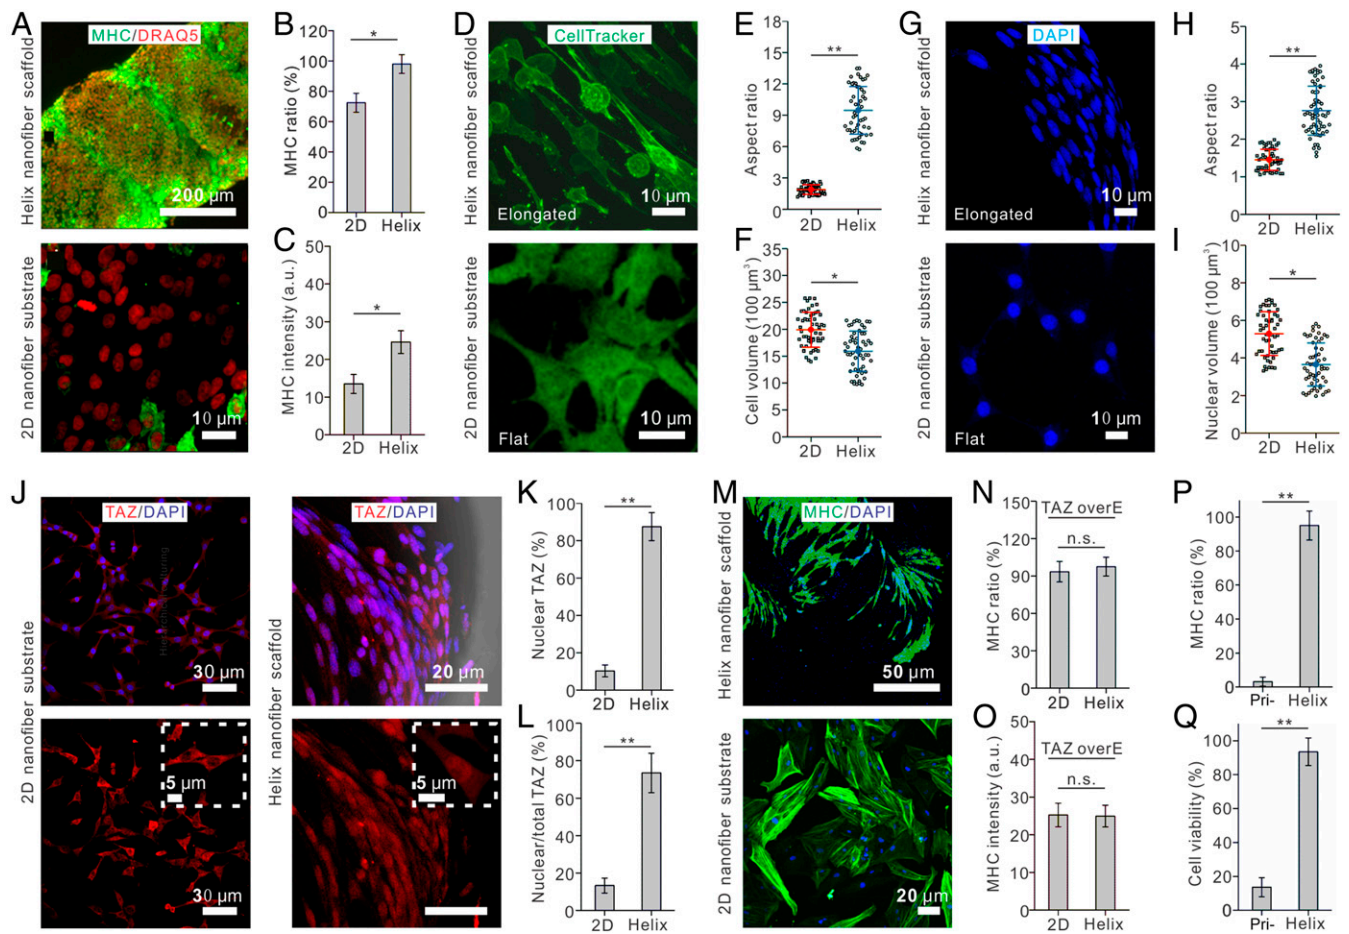 A
MHC/DRAQ5
Helix nanofiber scaffold
200 µm
2D nanofiber substrate
10 µm
B
MHC ratio (%)
120
100
80
60
40
20
0
*
2D Helix
C
MHC intensity (a.u.)
50
40
30
20
10
0
*
2D Helix
D
CellTracker
Helix nanofiber scaffold
Elongated
10 µm
2D nanofiber substrate
Flat
10 µm
E
Aspect ratio
18
15
12
9
6
3
0
**
2D Helix
F
Cell volume (100 µm³)
35
30
25
20
15
10
5
0
*
2D Helix
G
DAPI
Helix nanofiber scaffold
Elongated
10 µm
2D nanofiber substrate
Flat
10 µm
H
Aspect ratio
5
4
3
2
1
0
**
2D Helix
I
Nuclear volume (100 µm³)
10
8
6
4
2
0
*
2D Helix
J
TAZ/DAPI
2D nanofiber substrate
30 µm
5 µm
30 µm
TAZ/DAPI
Helix nanofiber scaffold
20 µm
5 µm
K
Nuclear TAZ (%)
100
80
60
40
20
0
**
2D Helix
L
Nuclear/total TAZ (%)
100
80
60
40
20
0
**
2D Helix
M
MHC/DAPI
Helix nanofiber scaffold
50 µm
2D nanofiber substrate
20 µm
N
MHC ratio (%)
150
120
90
60
30
0
TAZ overE
n.s.
2D Helix
O
MHC intensity (a.u.)
50
40
30
20
10
0
TAZ overE
n.s.
2D Helix
P
MHC ratio (%)
100
80
60
40
20
0
**
Pri- Helix
Q
Cell viability (%)
100
80
60
40
20
0
**
Pri- Helix